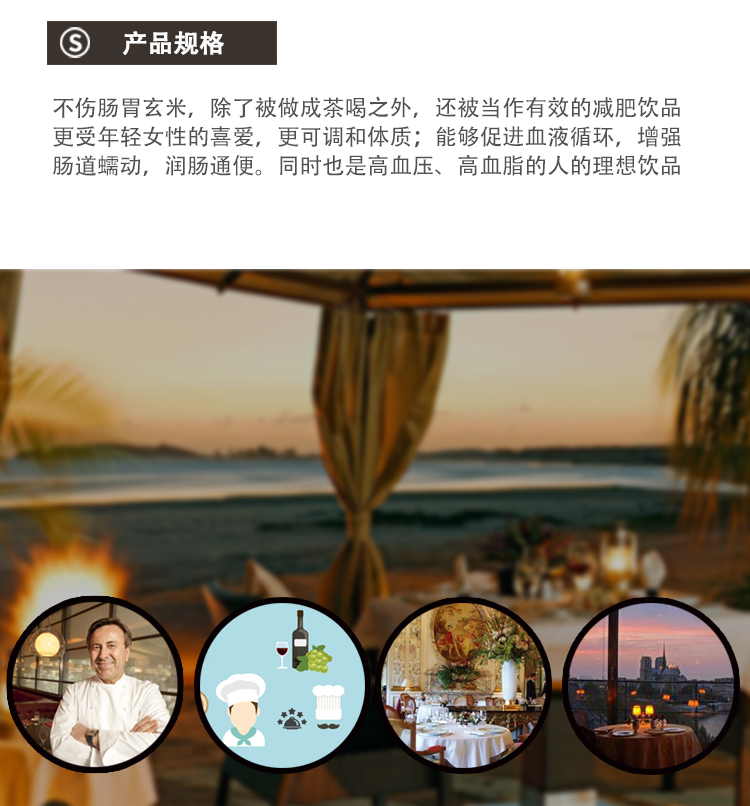 S 产品规格
不伤肠胃玄米，除了被做成茶喝之外，还被当作有效的减肥饮品
更受年轻女性的喜爱，更可调和体质；能够促进血液循环，增强
肠道蠕动，润肠通便。同时也是高血压、高血脂的人的理想饮品